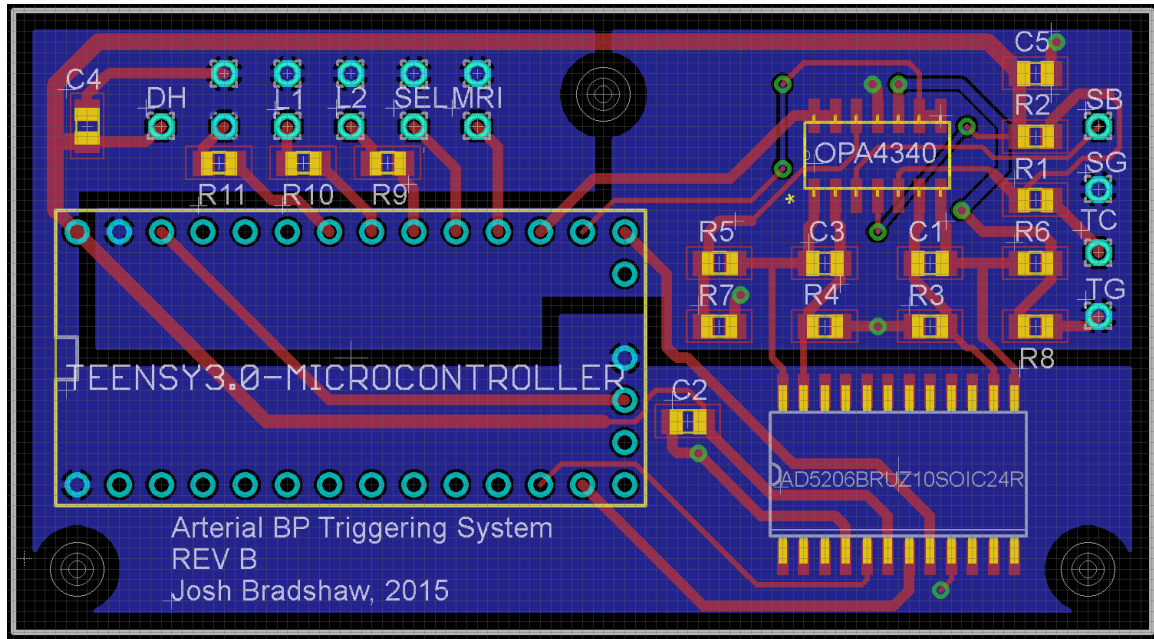 C5
C4
DH
L1
L2
SEL
MRI
R2
SB
OPA4340
R11
R10
R9
R1
SG
*
TC
R5
C3
C1
R6
R7
R4
R3
TG
R8
TEENSY3.0-MICROCONTROLLER
C2
AD5206BRUZ10SOIC24R
Arterial BP Triggering System
REV B
Josh Bradshaw, 2015